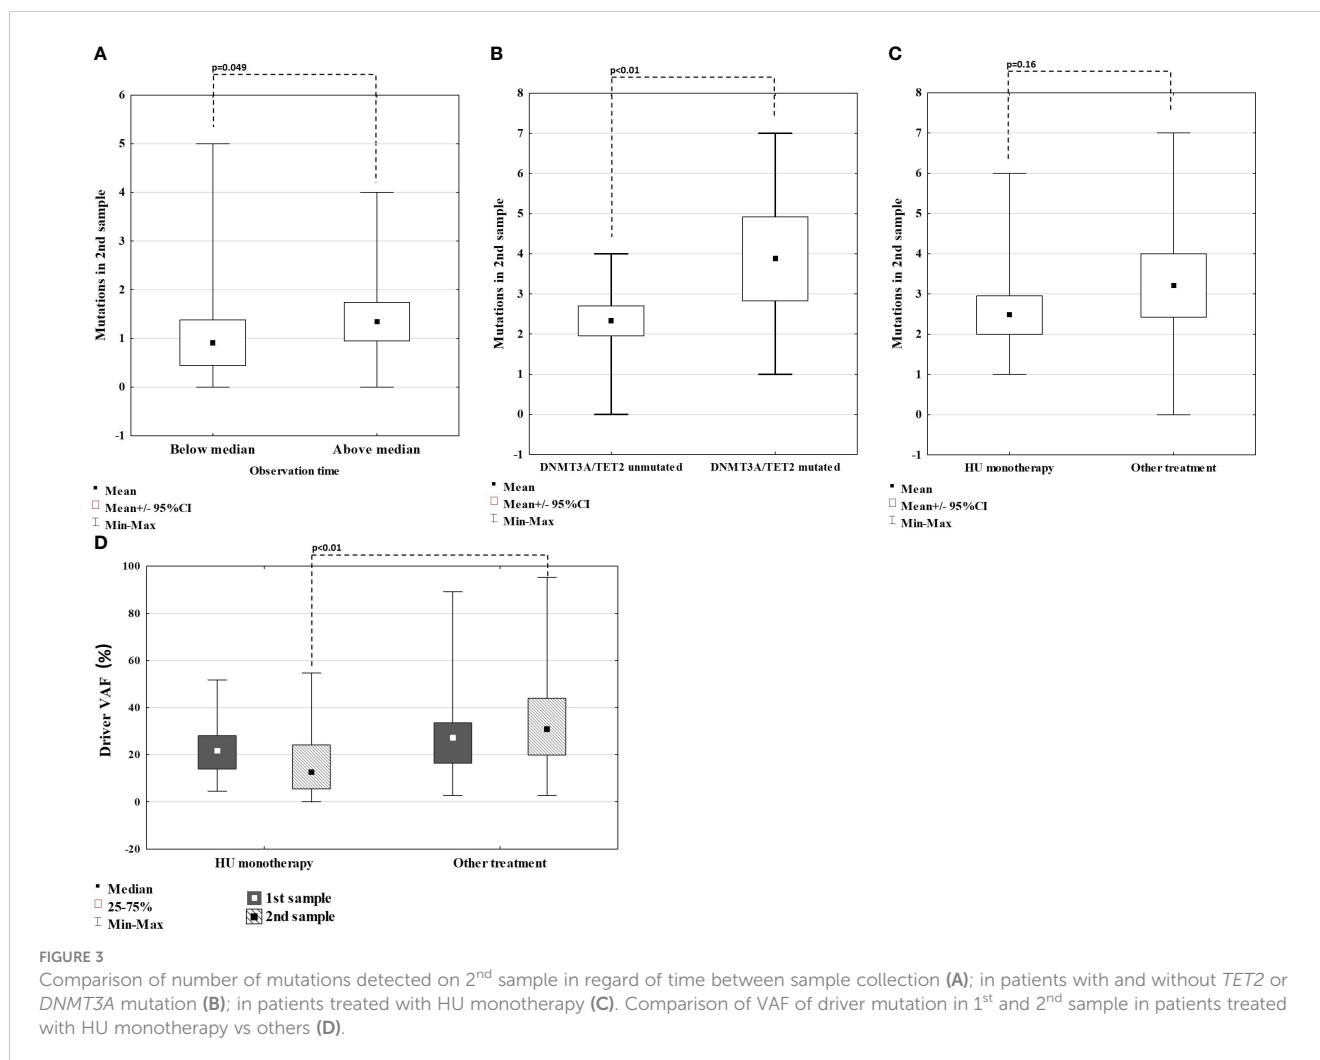 A
p=0.049
6
5
4
3
2
1
0
-1
Mutations in 2nd sample
Below median
Above median
Observation time
Mean
Mean+/- 95%CI
Min-Max
B
p<0.01
8
7
6
5
4
3
2
1
0
-1
Mutations in 2nd sample
DNMT3A/TET2 unmutated
DNMT3A/TET2 mutated
Mean
Mean+/- 95%CI
Min-Max
C
p=0.16
8
7
6
5
4
3
2
1
0
-1
Mutations in 2nd sample
HU monotherapy
Other treatment
Mean
Mean+/- 95%CI
Min-Max
D
p<0.01
100
80
60
40
20
0
-20
Driver VAF (%)
HU monotherapy
Other treatment
Median
25-75%
Min-Max
1st sample
2nd sample
FIGURE 3
Comparison of number of mutations detected on 2nd sample in regard of time between sample collection (A); in patients with and without TET2 or
DNMT3A mutation (B); in patients treated with HU monotherapy (C). Comparison of VAF of driver mutation in 1st and 2nd sample in patients treated
with HU monotherapy vs others (D).